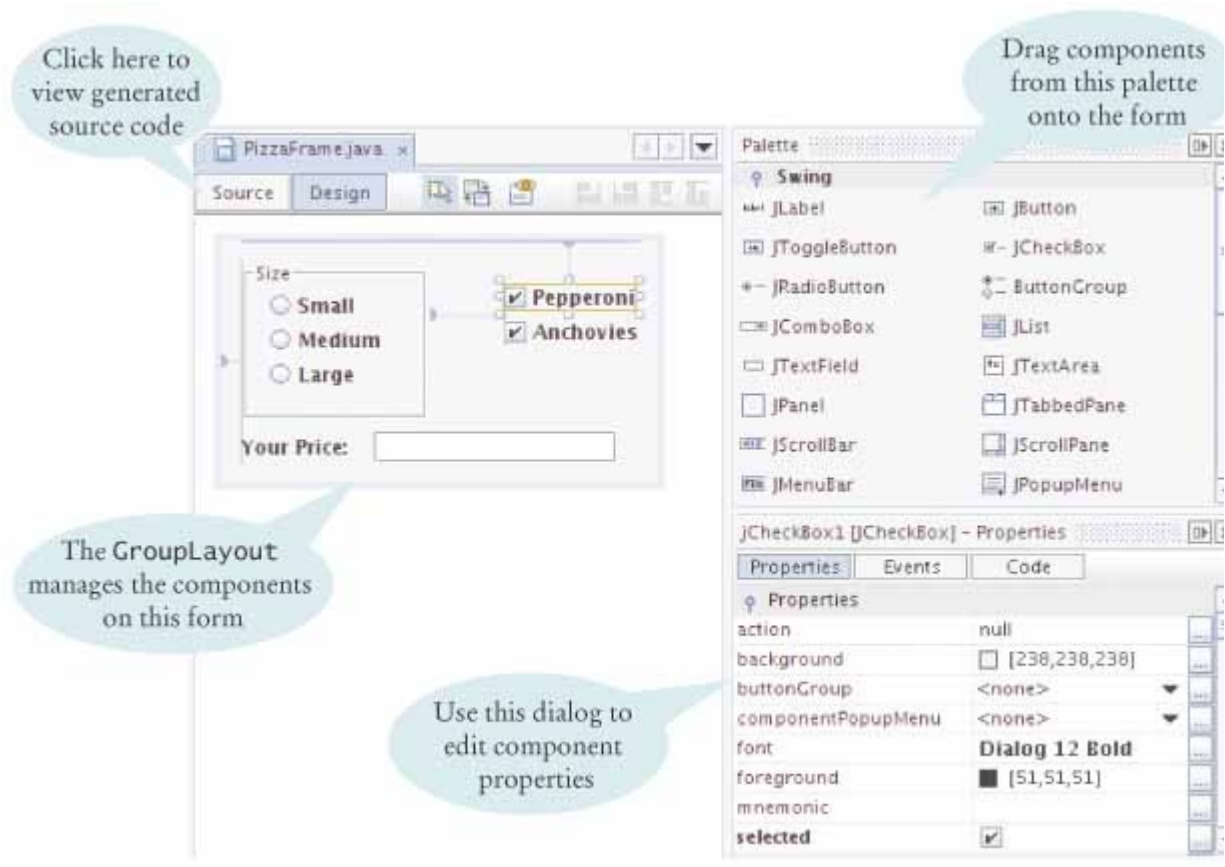 Click here to
view generated
source code
Drag components
from this palette
onto the form
PizzaFrame.java
Source Design
Size
Small
Medium
Large
Pepperoni
Anchovies
Your Price:
The GroupLayout
manages the components
on this form
Palette
Swing
JLabel JButton
JToggleButton JCheckBox
JRadioButton ButtonGroup
JComboBox JList
JTextField JTextArea
JPanel JTabbedPane
JScrollBar JScrollPane
JMenuBar JPopupMenu
jCheckBox1 [JCheckBox] - Properties
Properties Events Code
Properties
action null
background [238,238,238]
buttonGroup <none>
componentPopupMenu <none>
font Dialog 12 Bold
foreground [51,51,51]
mnemonic
selected
Use this dialog to
edit component
properties